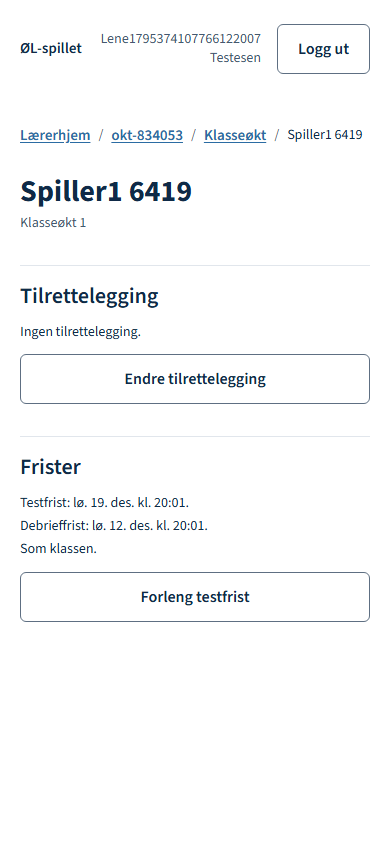 ØL-spillet
Lene1795374107766122007
Testesen
Logg ut
Lærerhjem / okt-834053 / Klasseøkt / Spiller1 6419
Spiller1 6419
Klasseøkt 1
Tilrettelegging
Ingen tilrettelegging.
Endre tilrettelegging
Frister
Testfrist: lø. 19. des. kl. 20:01.
Debrieffrist: lø. 12. des. kl. 20:01.
Som klassen.
Forleng testfrist